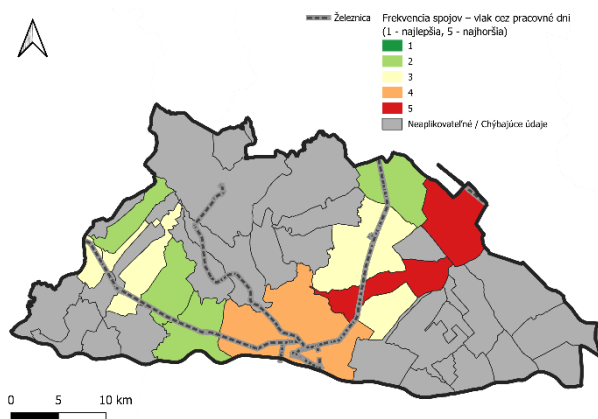 Železnica
Frekvencia spojov – vlak cez pracovné dni
(1 - najlepšia, 5 - najhoršia)
1
2
3
4
5
Neaplikovateľné / Chýbajúce údaje
0 5 10 km